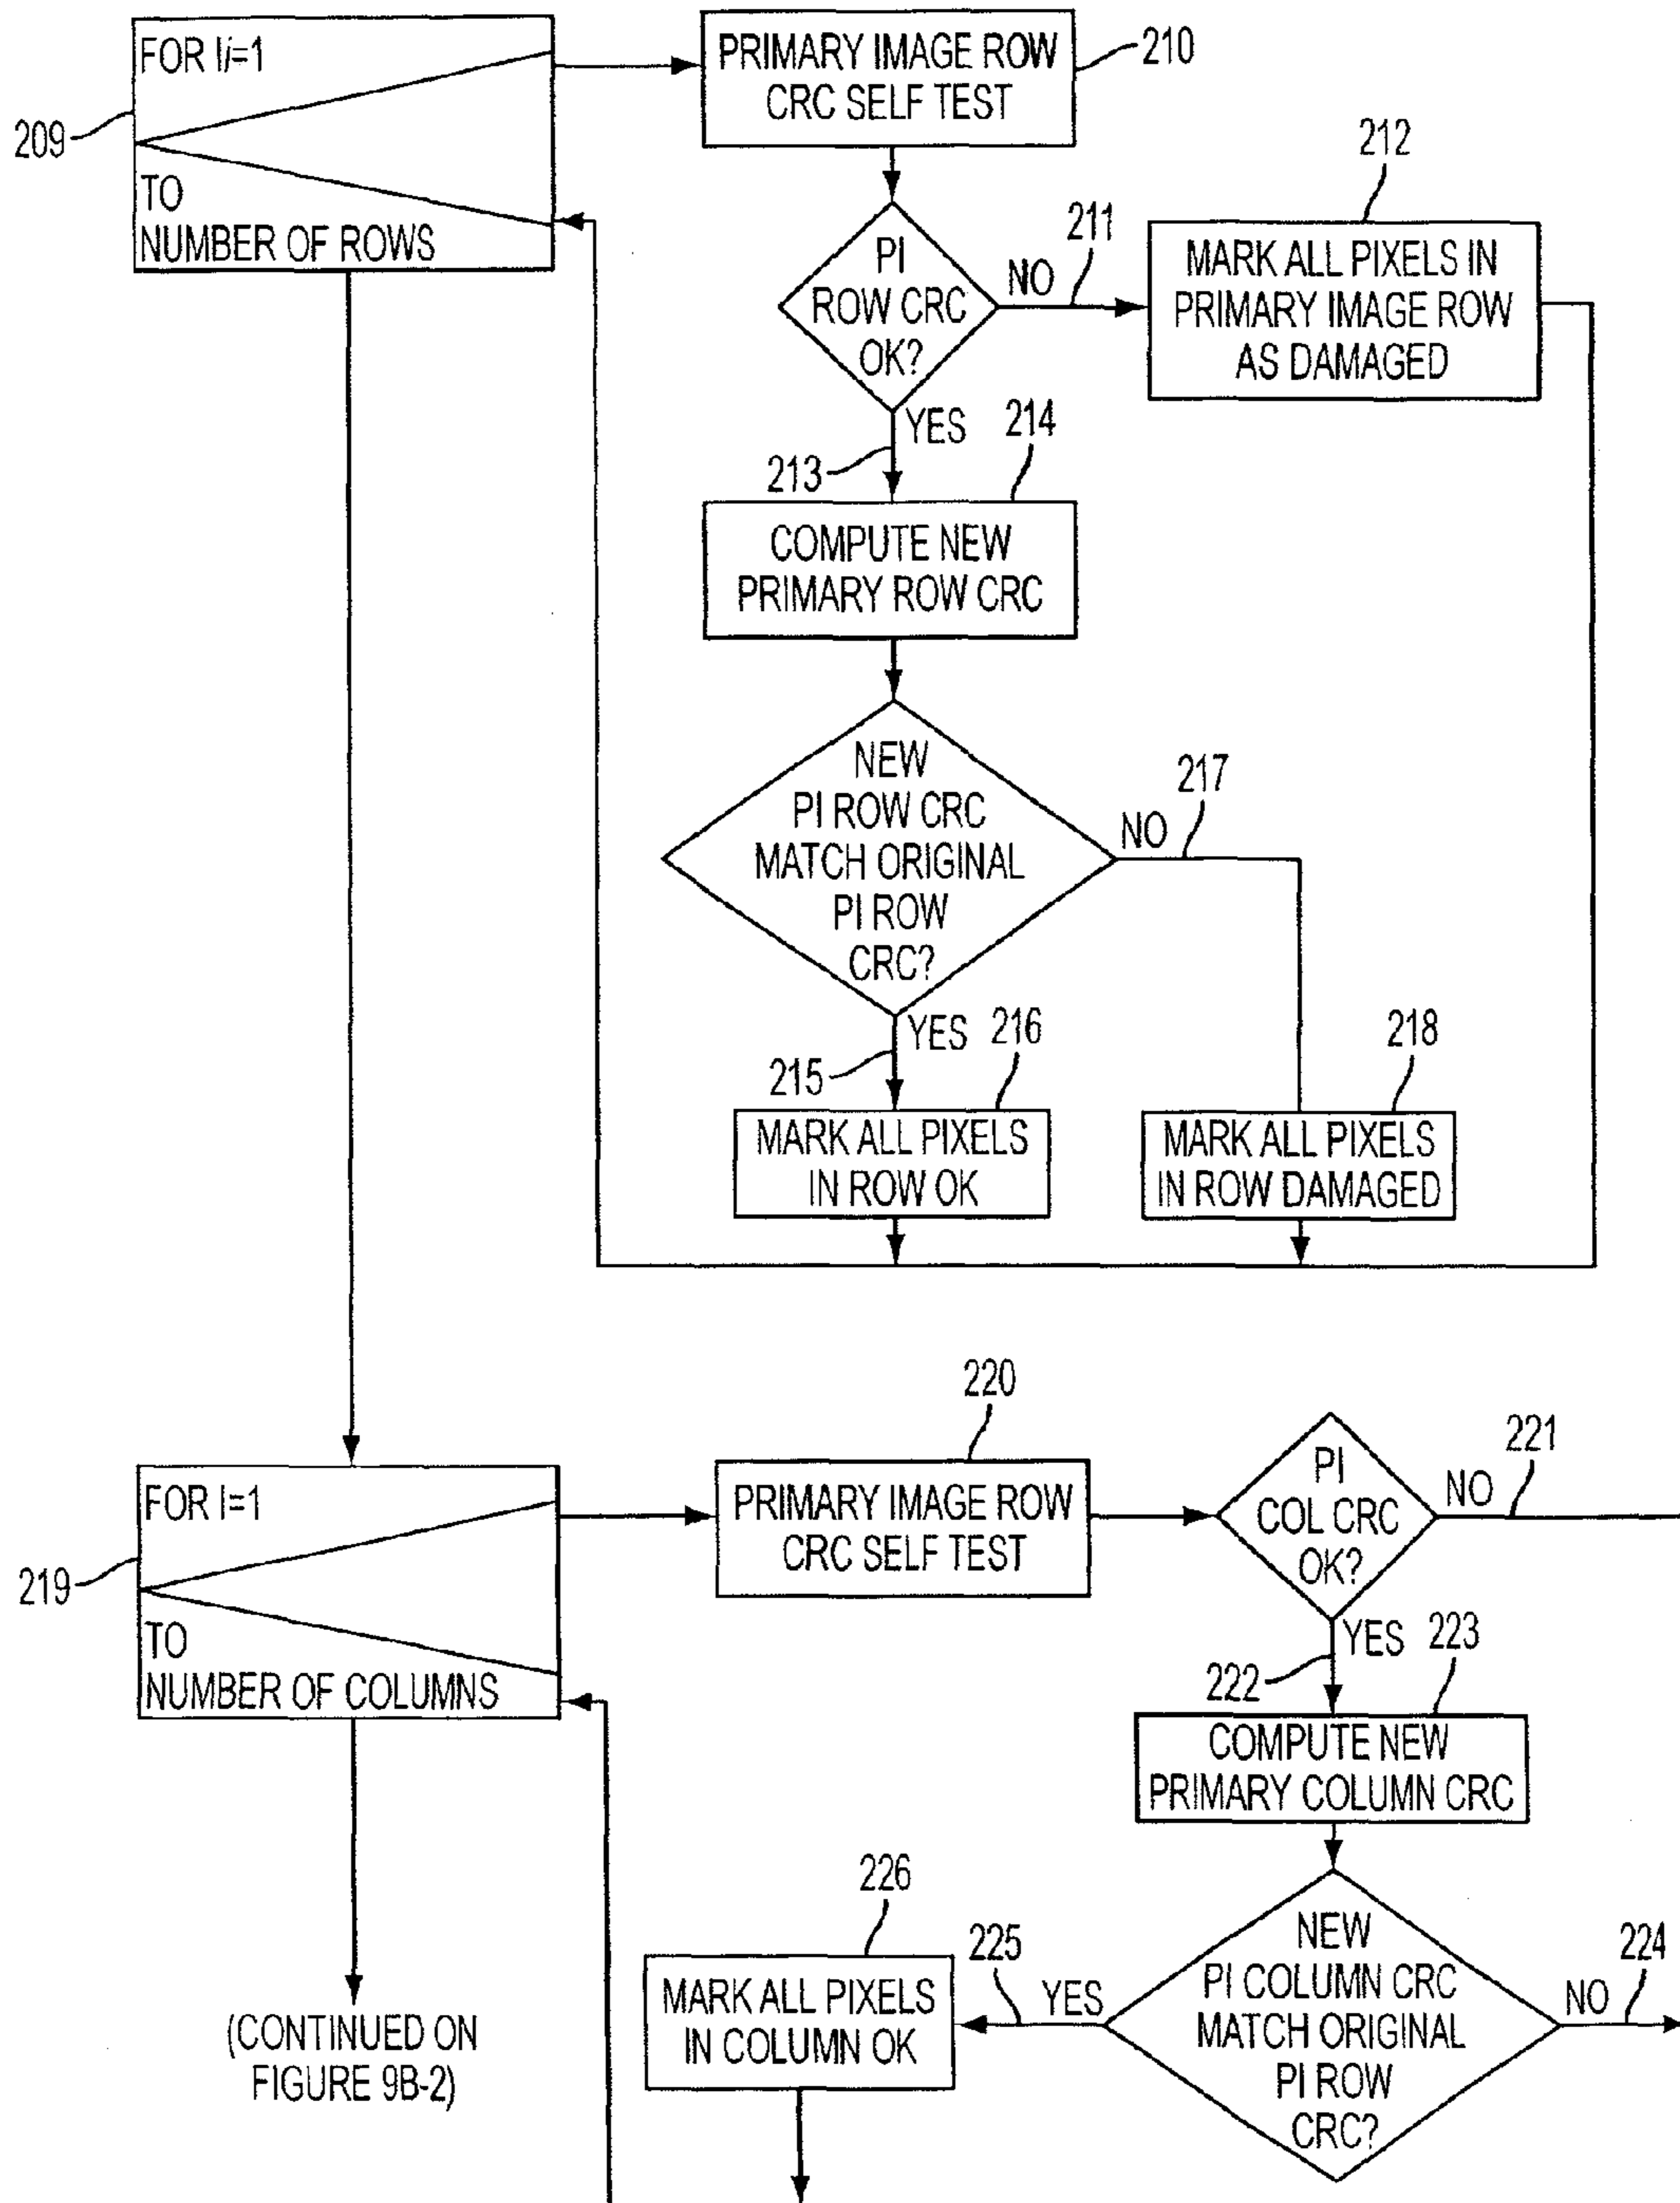 FOR Ii=1
TO
NUMBER OF ROWS
209
PRIMARY IMAGE ROW
CRC SELF TEST
210
PI
ROW CRC
OK?
NO
211
212
MARK ALL PIXELS IN
PRIMARY IMAGE ROW
AS DAMAGED
YES
213
214
COMPUTE NEW
PRIMARY ROW CRC
NEW
PI ROW CRC
MATCH ORIGINAL
PI ROW
CRC?
NO
217
YES
215
216
MARK ALL PIXELS
IN ROW OK
218
MARK ALL PIXELS
IN ROW DAMAGED
FOR I=1
TO
NUMBER OF COLUMNS
219
220
PRIMARY IMAGE ROW
CRC SELF TEST
PI
COL CRC
OK?
NO
221
YES
222
223
COMPUTE NEW
PRIMARY COLUMN CRC
NEW
PI COLUMN CRC
MATCH ORIGINAL
PI ROW
CRC?
NO
224
YES
225
226
MARK ALL PIXELS
IN COLUMN OK
(CONTINUED ON
FIGURE 9B-2)